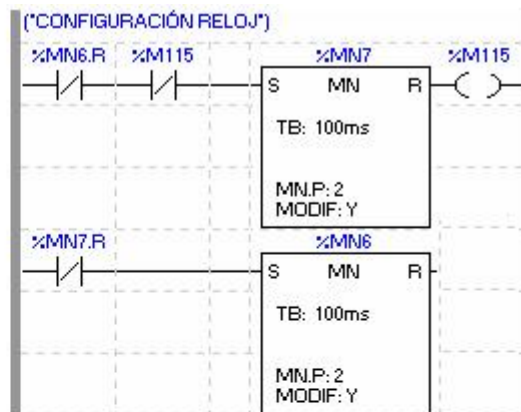 ("CONFIGURACIÓN RELOJ")
%MN6.R %M115 %MN7 %M115
S MN R
TB: 100ms
MN.P: 2
MODIF: Y
%MN7.R %MN6
S MN R
TB: 100ms
MN.P: 2
MODIF: Y